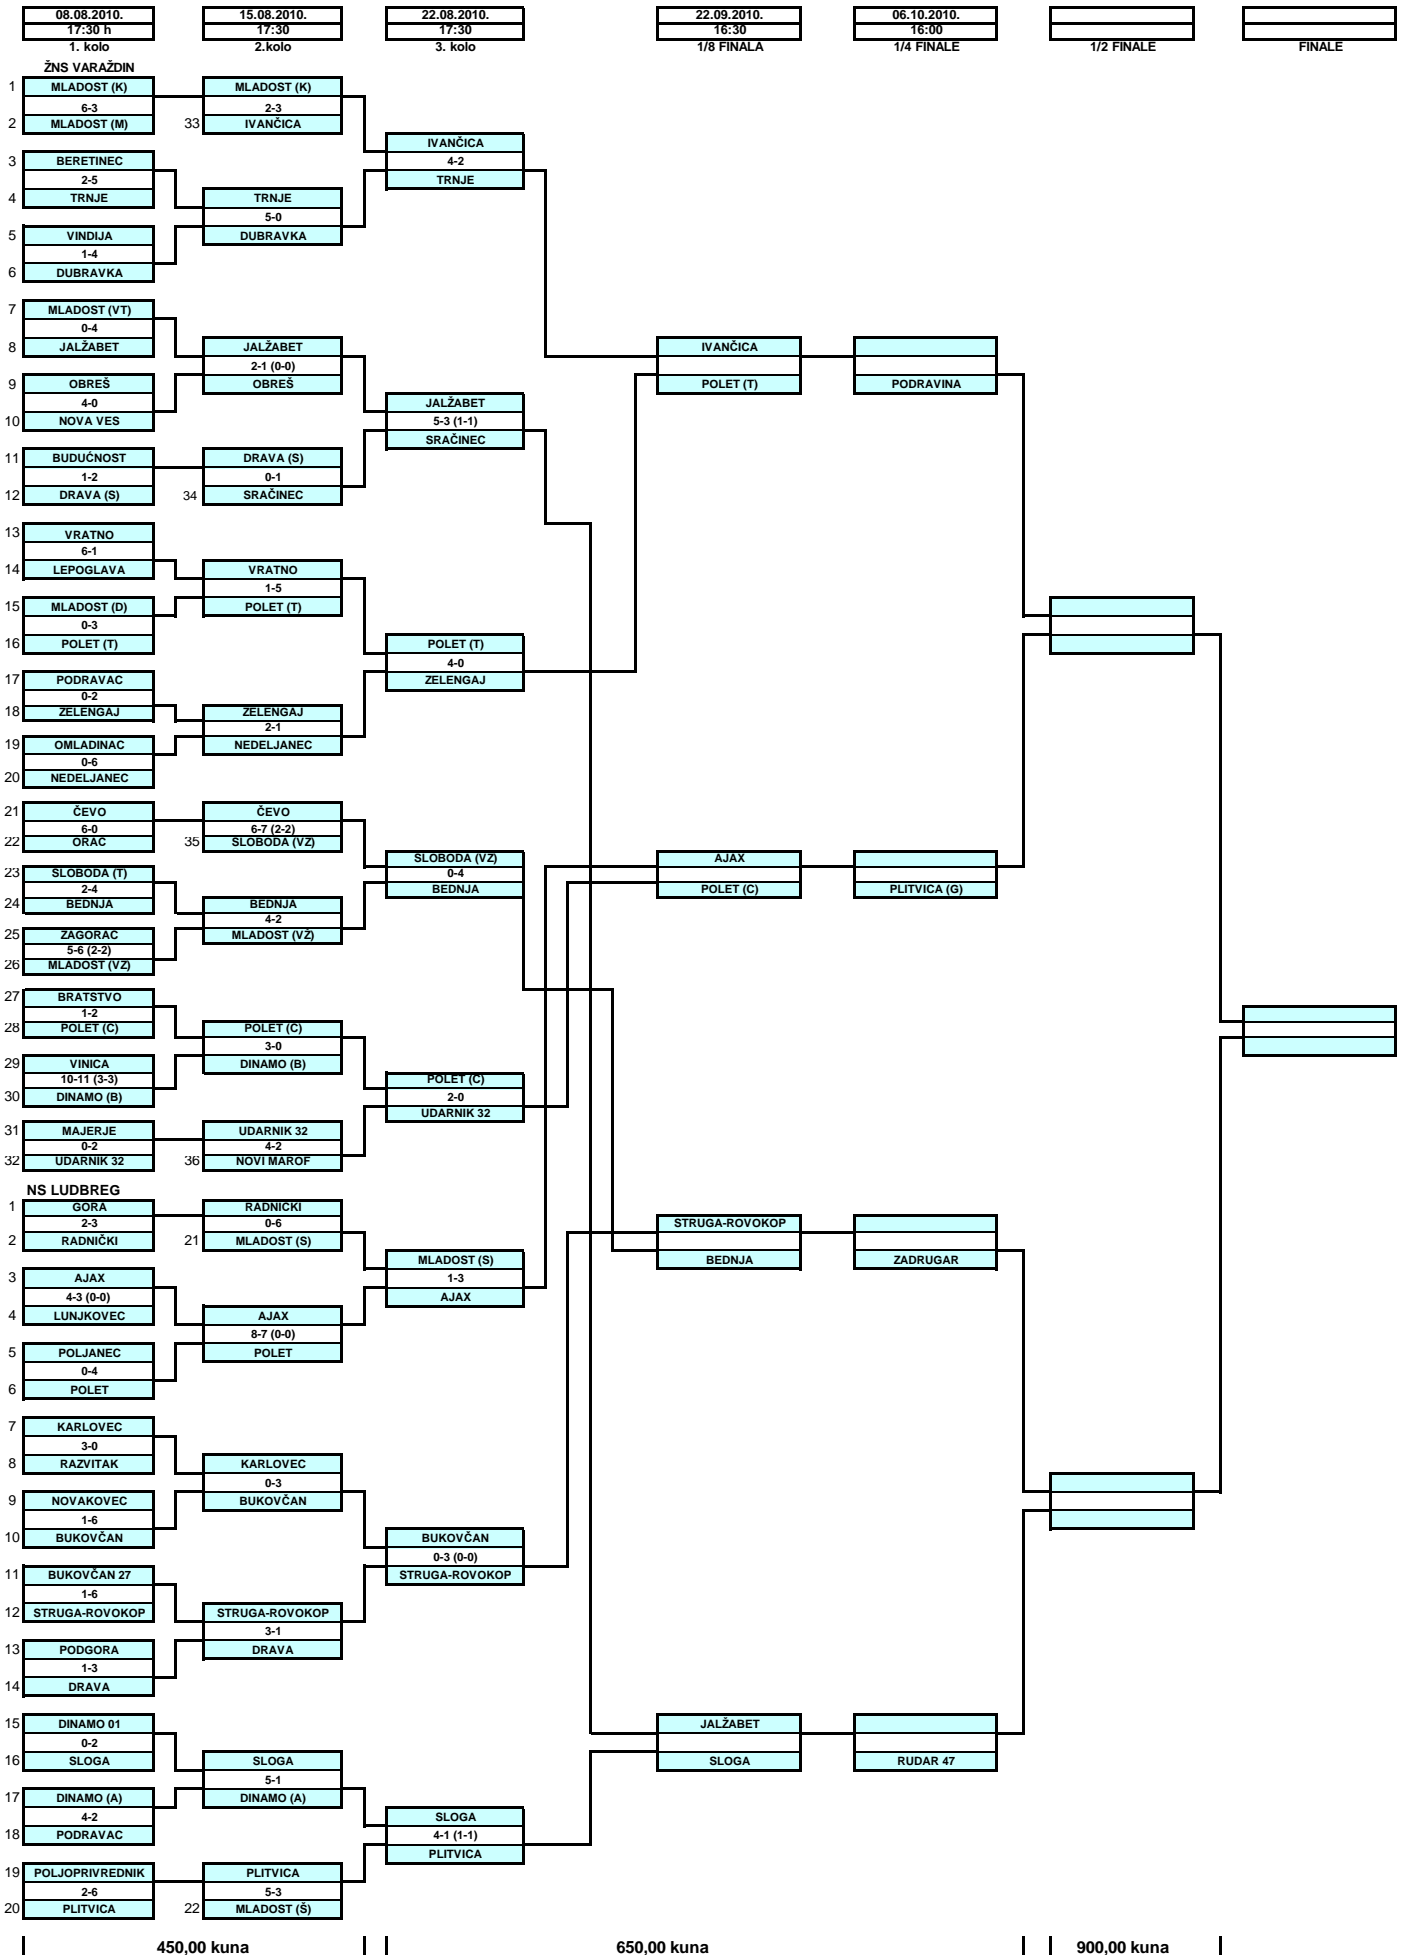 08.08.2010. 15.08.2010. 22.08.2010. 22.09.2010. 06.10.2010.
17:30 h 17:30 17:30 16:30 16:00
1. kolo 2.kolo 3. kolo 1/8 FINALA 1/4 FINALE 1/2 FINALE FINALE
ŽNS VARAŽDIN
1 MLADOST (K) MLADOST (K)
6-3 2-3
2 MLADOST (M) 33 IVANČICA
IVANČICA
3 BERETINEC 4-2
2-5 TRNJE
4 TRNJE TRNJE
5-0
5 VINDIJA DUBRAVKA
1-4
6 DUBRAVKA
7 MLADOST (VT)
0-4
8 JALŽABET JALŽABET IVANČICA
2-1 (0-0)
9 OBREŠ OBREŠ POLET (T) PODRAVINA
4-0 JALŽABET
10 NOVA VES 5-3 (1-1)
SRAČINEC
11 BUDUĆNOST DRAVA (S)
1-2 0-1
12 DRAVA (S) 34 SRAČINEC
13 VRATNO
6-1
14 LEPOGLAVA VRATNO
1-5
15 MLADOST (D) POLET (T)
0-3
16 POLET (T) POLET (T)
4-0
17 PODRAVAC ZELENGAJ
0-2
18 ZELENGAJ ZELENGAJ
2-1
19 OMLADINAC NEDELJANEC
0-6
20 NEDELJANEC
21 ČEVO ČEVO
6-0 6-7 (2-2)
22 ORAČ 35 SLOBODA (VŽ)
SLOBODA (VŽ) AJAX
23 SLOBODA (T) 0-4
2-4 BEDNJA POLET (C) PLITVICA (G)
24 BEDNJA BEDNJA
4-2
25 ZAGORAC MLADOST (VŽ)
5-6 (2-2)
26 MLADOST (VŽ)
27 BRATSTVO
1-2
28 POLET (C) POLET (C)
3-0
29 VINICA DINAMO (B)
10-11 (3-3) POLET (C)
30 DINAMO (B) 2-0
UDARNIK 32
31 MAJERJE UDARNIK 32
0-2 4-2
32 UDARNIK 32 36 NOVI MAROF
NS LUDBREG
1 GORA RADNIČKI
2-3 0-6 STRUGA-ROVOKOP
2 RADNIČKI 21 MLADOST (S)
MLADOST (S) BEDNJA ZADRUGAR
3 AJAX 1-3
4-3 (0-0) AJAX
4 LUNJKOVEC AJAX
8-7 (0-0)
5 POLJANEC POLET
0-4
6 POLET
7 KARLOVEC
3-0
8 RAZVITAK KARLOVEC
0-3
9 NOVAKOVEC BUKOVČAN
1-6
10 BUKOVČAN BUKOVČAN
0-3 (0-0)
11 BUKOVČAN 27 STRUGA-ROVOKOP
1-6
12 STRUGA-ROVOKOP STRUGA-ROVOKOP
3-1
13 PODGORA DRAVA
1-3
14 DRAVA
15 DINAMO 01 JALŽABET
0-2
16 SLOGA SLOGA SLOGA RUDAR 47
5-1
17 DINAMO (A) DINAMO (A)
4-2 SLOGA
18 PODRAVAC 4-1 (1-1)
PLITVICA
19 POLJOPRIVREDNIK PLITVICA
2-6 5-3
20 PLITVICA 22 MLADOST (Š)
450,00 kuna 650,00 kuna 900,00 kuna